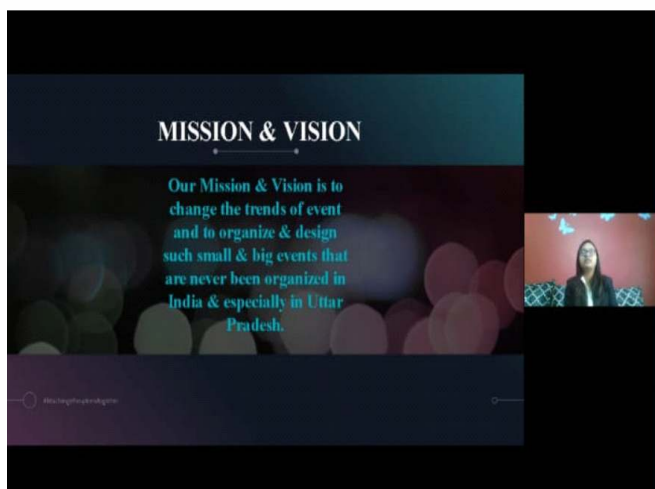 MISSION & VISION
Our Mission & Vision is to
change the trends of event
and to organize & design
such small & big events that
are never been organized in
India & especially in Uttar
Pradesh.